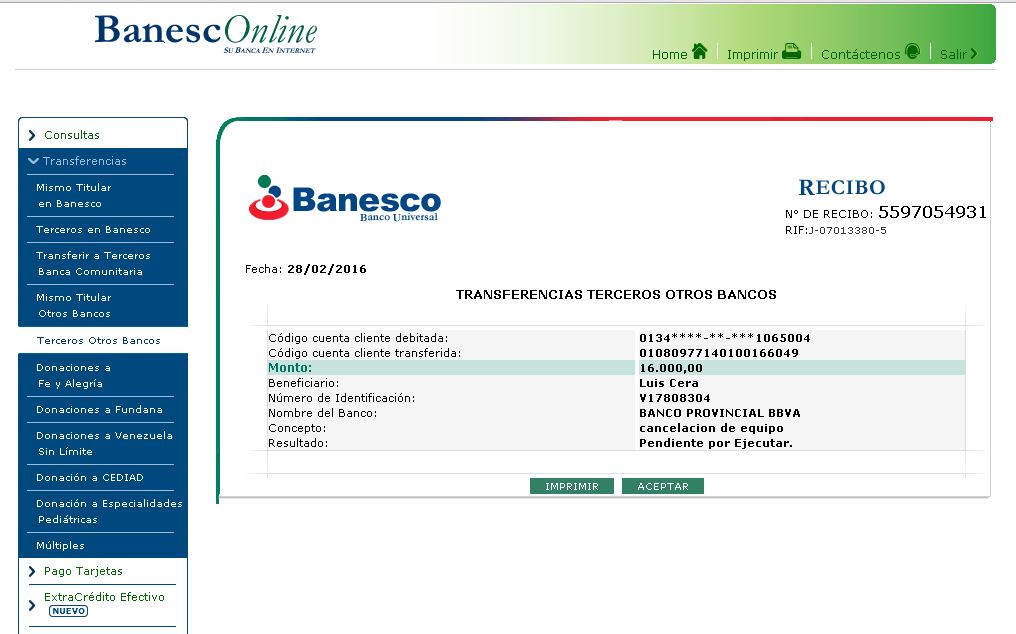 BanescOnline
SU BANCA EN INTERNET
Home
Imprimir
Contáctenos
Salir
Consultas
Transferencias
Mismo Titular
en Banesco
Terceros en Banesco
Transferir a Terceros
Banca Comunitaria
Mismo Titular
Otros Bancos
Terceros Otros Bancos
Donaciones a
Fe y Alegría
Donaciones a Fundana
Donaciones a Venezuela
Sin Límite
Donación a CEDIAD
Donación a Especialidades
Pediátricas
Múltiples
Pago Tarjetas
ExtraCrédito Efectivo
NUEVO
Banesco
Banco Universal
RECIBO
Nº DE RECIBO: 5597054931
RIF:J-07013380-5
Fecha: 28/02/2016
TRANSFERENCIAS TERCEROS OTROS BANCOS
Código cuenta cliente debitada: 0134****-**-***1065004
Código cuenta cliente transferida: 01080977140100166049
Monto: 16.000,00
Beneficiario: Luis Cera
Número de Identificación: V17808304
Nombre del Banco: BANCO PROVINCIAL BBVA
Concepto: cancelacion de equipo
Resultado: Pendiente por Ejecutar.
IMPRIMIR
ACEPTAR